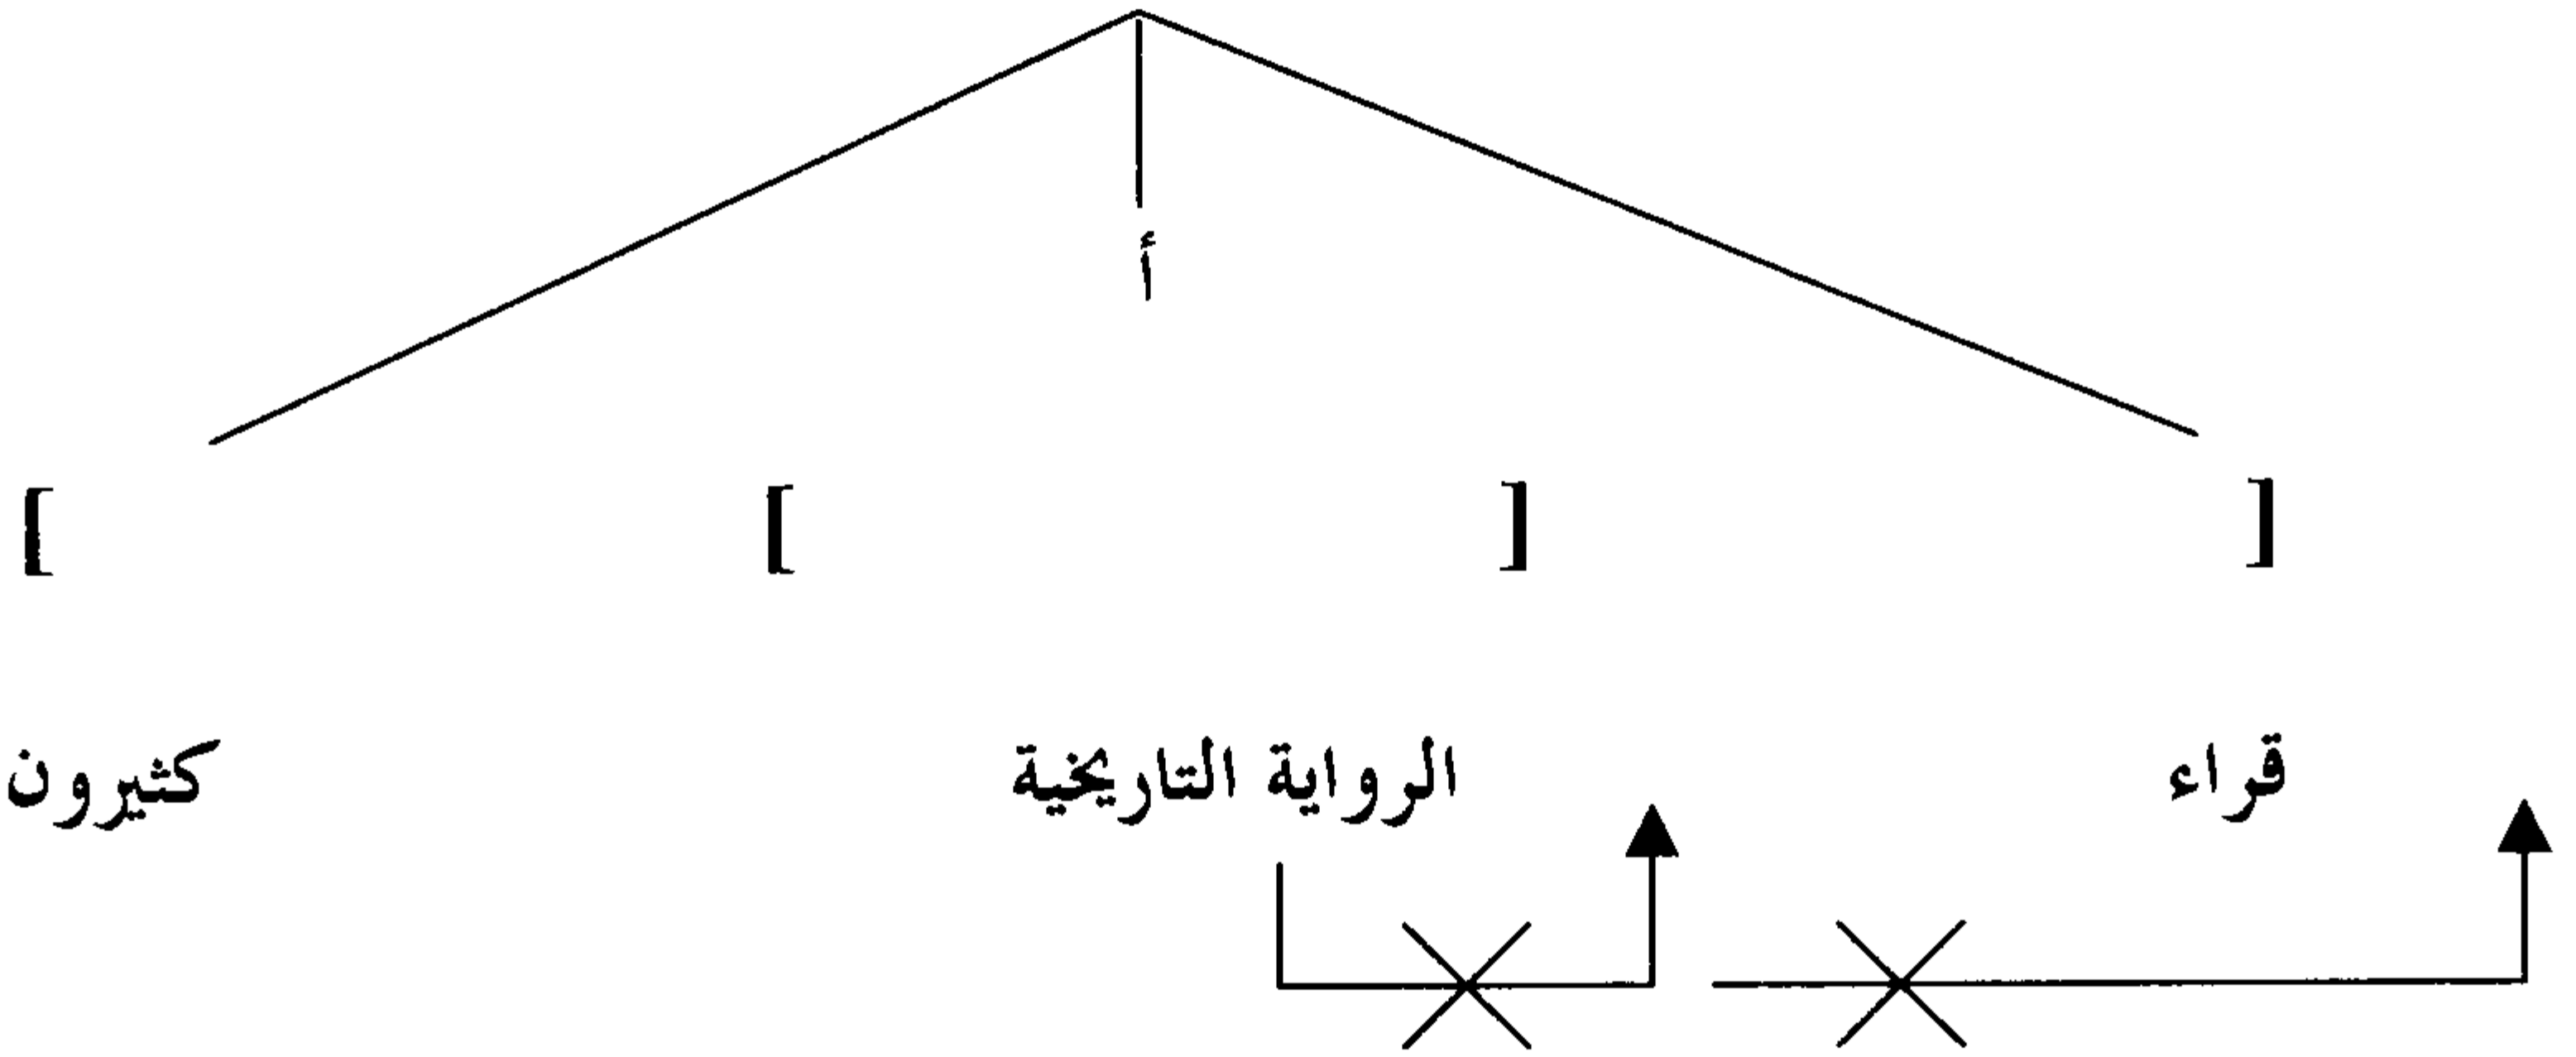 أ
[ ] [ ]
قراء الرواية التاريخية كثيرون